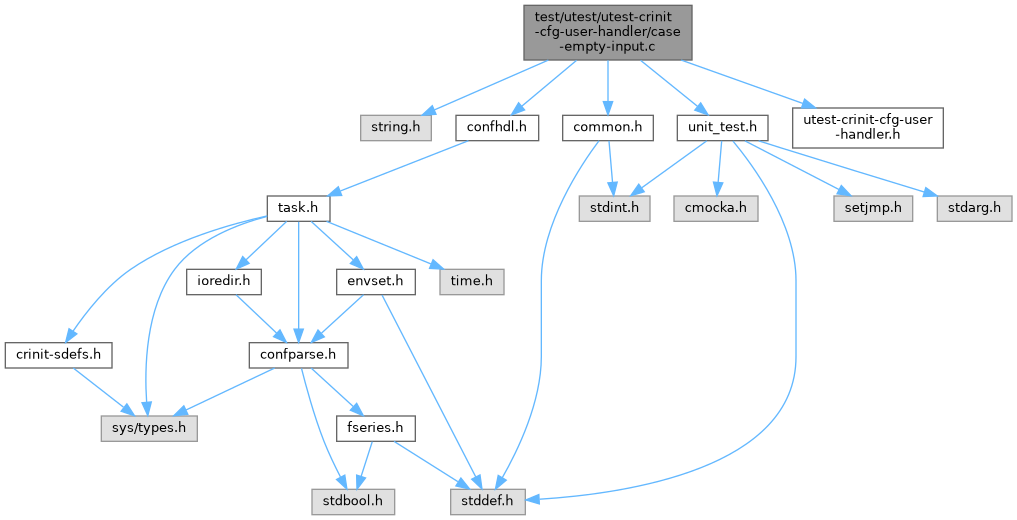 test/utest/utest-crinit
-cfg-user-handler/case
-empty-input.c
string.h
confhdl.h
common.h
unit_test.h
utest-crinit-cfg-user
-handler.h
task.h
stdint.h
cmocka.h
setjmp.h
stdarg.h
ioredir.h
envset.h
time.h
crinit-sdefs.h
confparse.h
sys/types.h
fseries.h
stdbool.h
stddef.h